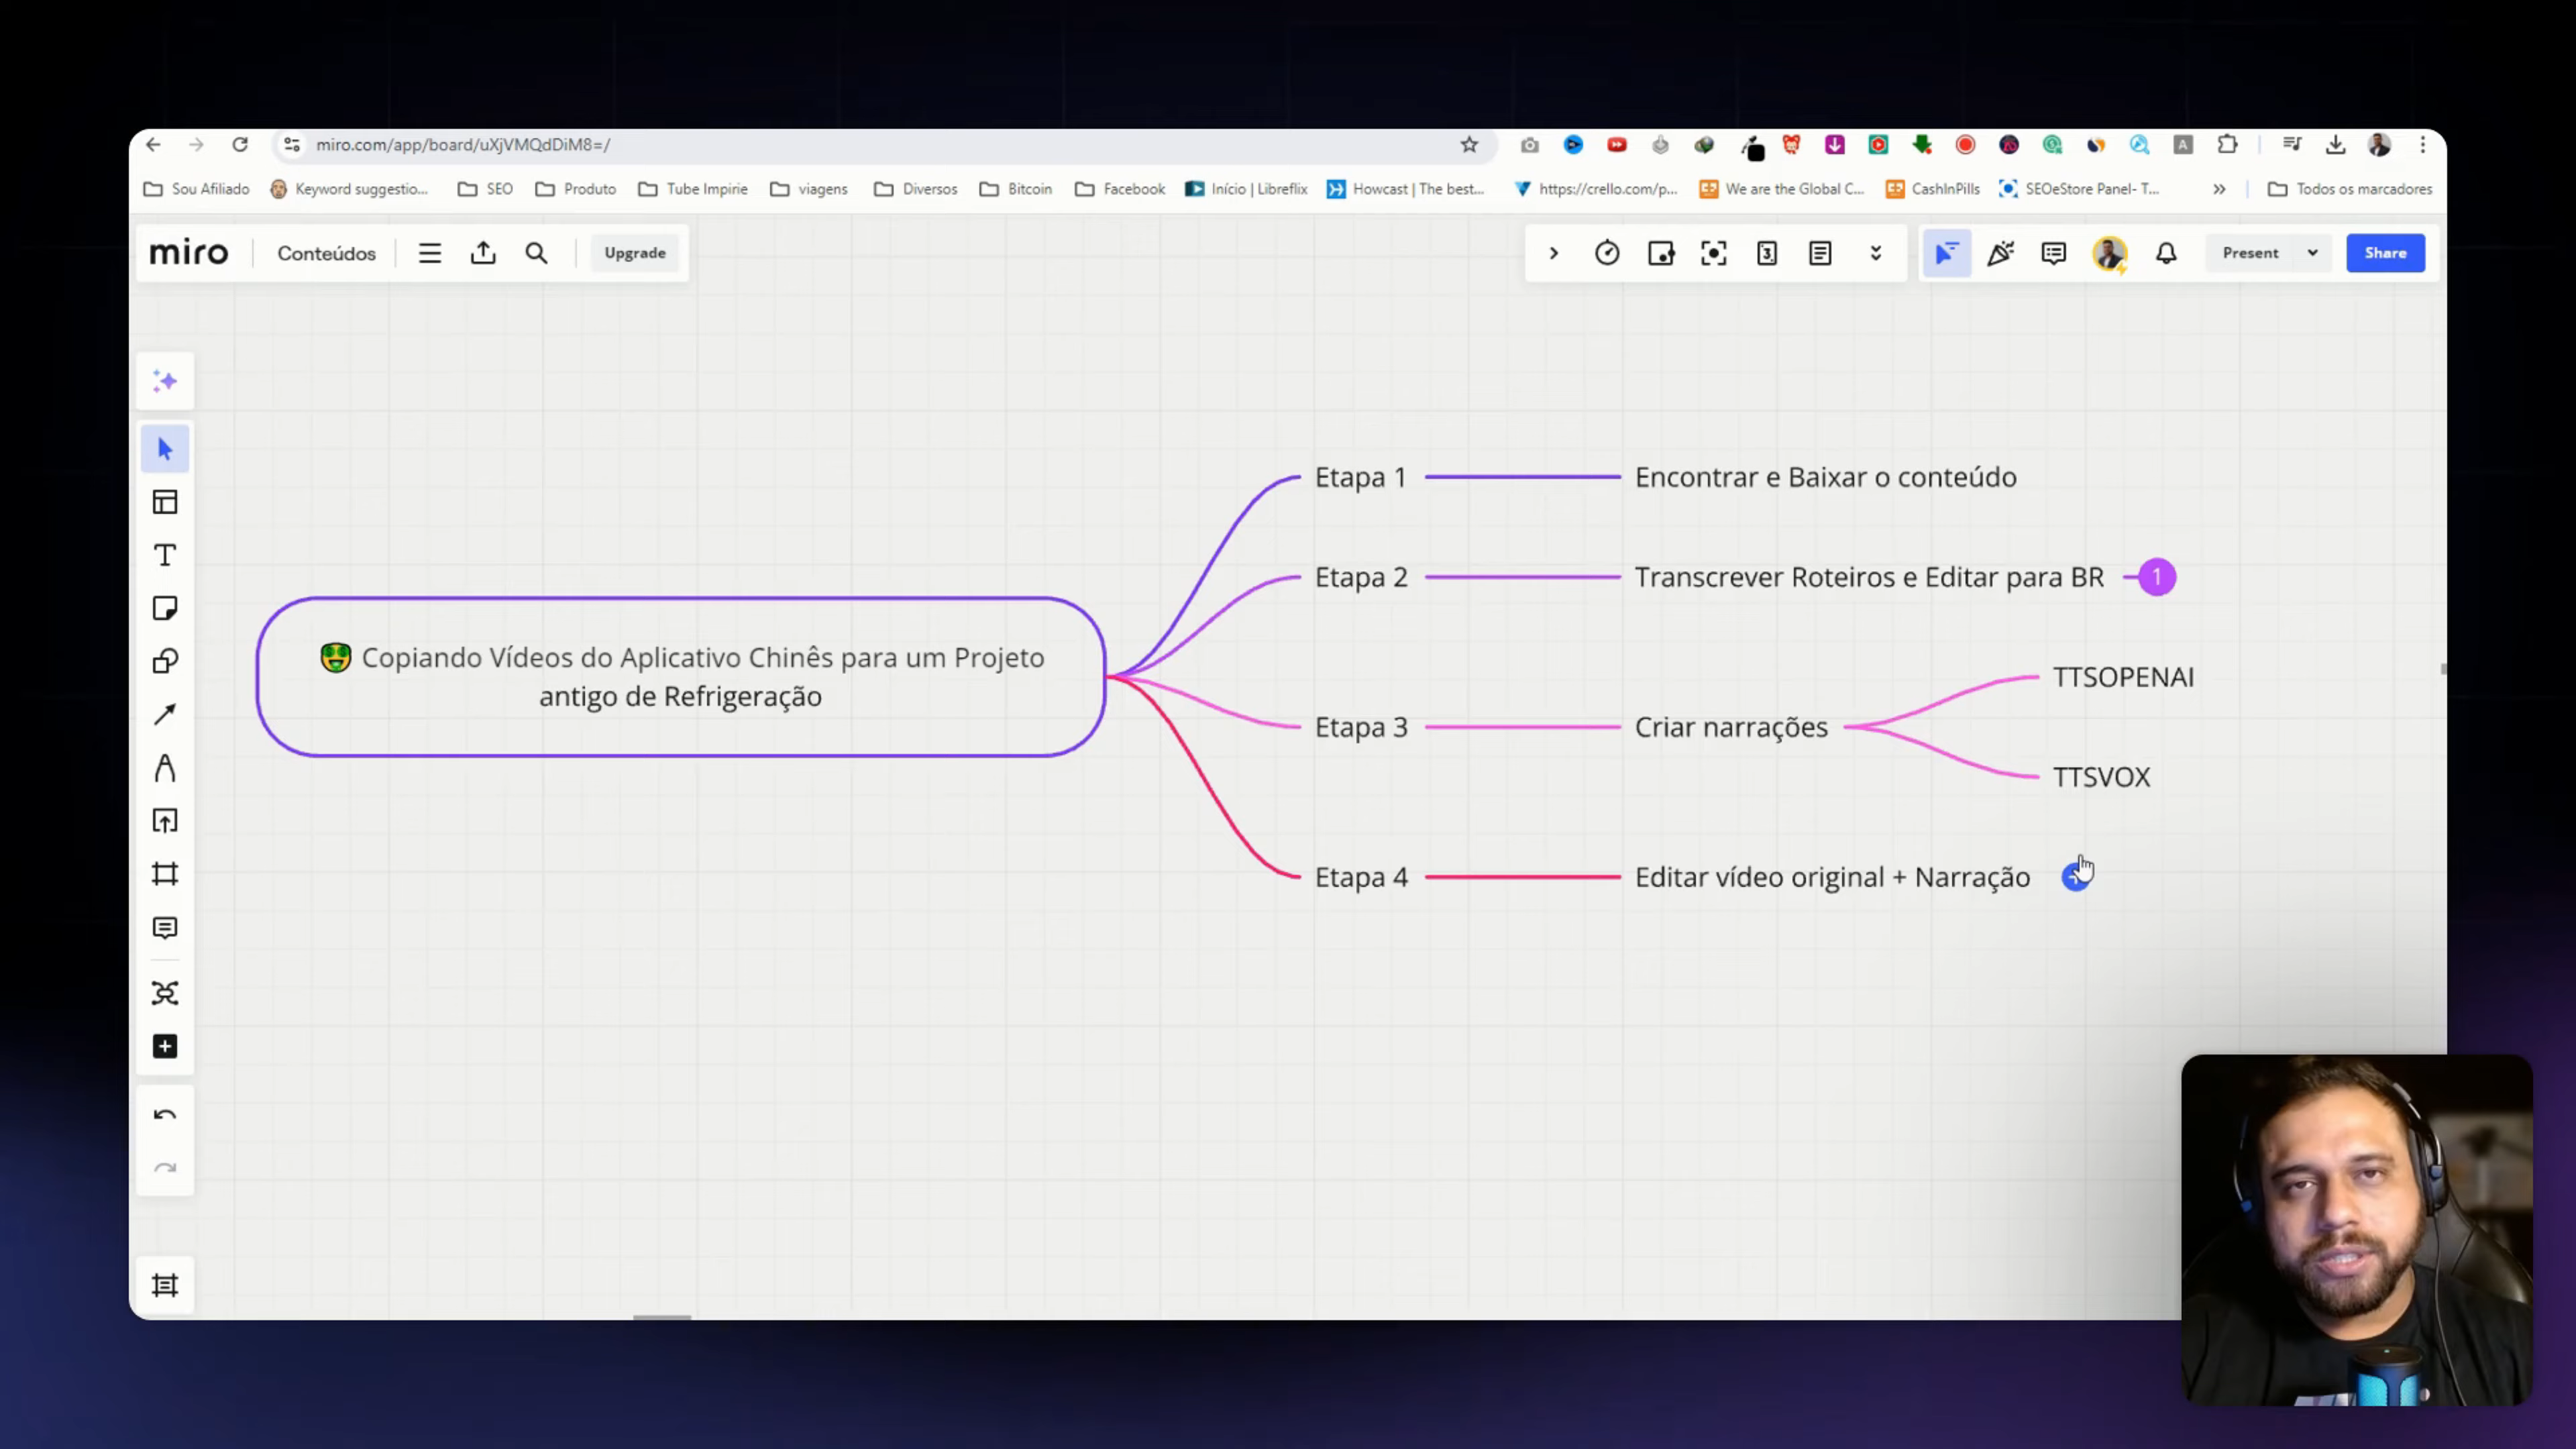 miro.com/app/board/uXjVMQdDiM8=/
Sou Afiliado
Keyword suggestio...
SEO
Produto
Tube Impirie
viagens
Diversos
Bitcoin
Facebook
Início | Libreflix
Howcast | The best...
https://crello.com/p...
We are the Global C...
CashInPills
SEOeStore Panel- T...
Todos os marcadores
miro
Conteúdos
Upgrade
Present
Share
Etapa 1
Encontrar e Baixar o conteúdo
Etapa 2
Transcrever Roteiros e Editar para BR
1
Copiando Vídeos do Aplicativo Chinês para um Projeto
antigo de Refrigeração
Etapa 3
Criar narrações
TTSOPENAI
TTSVOX
Etapa 4
Editar vídeo original + Narração